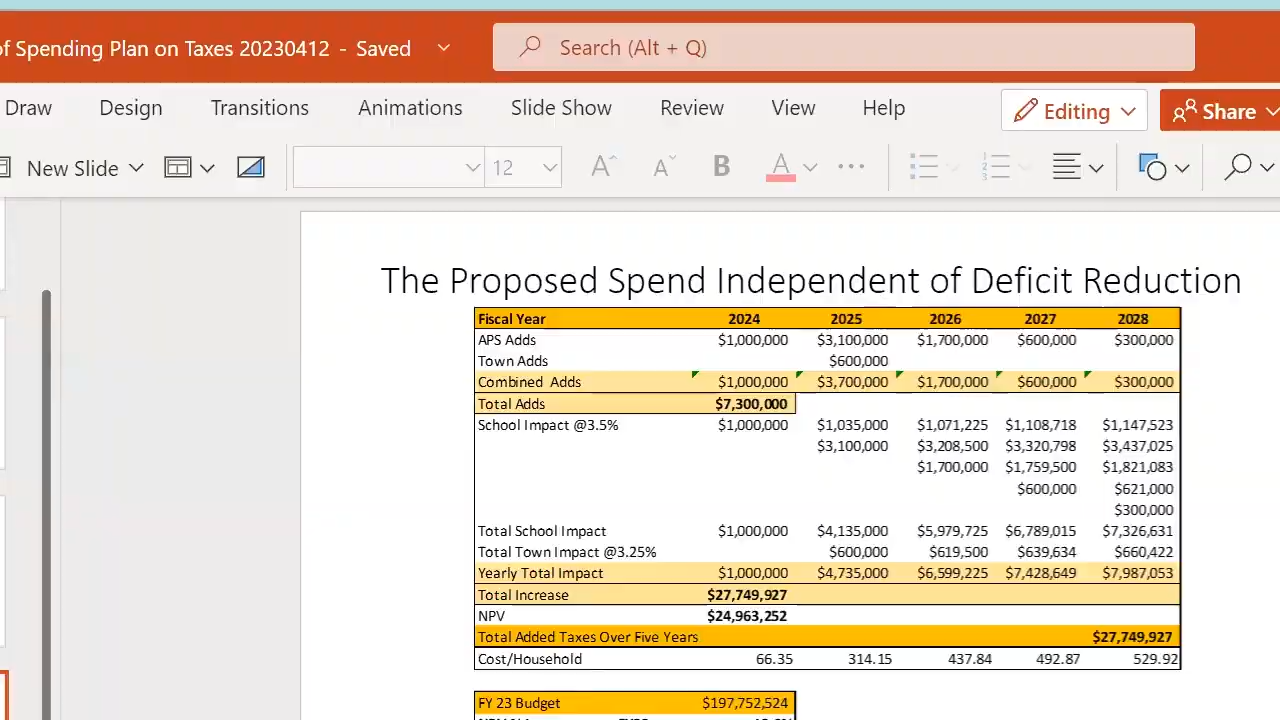 of Spending Plan on Taxes 20230412 - Saved
Search (Alt + Q)
Draw Design Transitions Animations Slide Show Review View Help Editing Share
New Slide 12 A A B A
The Proposed Spend Independent of Deficit Reduction
Fiscal Year 2024 2025 2026 2027 2028
APS Adds $1,000,000 $3,100,000 $1,700,000 $600,000 $300,000
Town Adds $600,000
Combined Adds $1,000,000 $3,700,000 $1,700,000 $600,000 $300,000
Total Adds $7,300,000
School Impact @3.5% $1,000,000 $1,035,000 $1,071,225 $1,108,718 $1,147,523
$3,100,000 $3,208,500 $3,320,798 $3,437,025
$1,700,000 $1,759,500 $1,821,083
$600,000 $621,000
$300,000
Total School Impact $1,000,000 $4,135,000 $5,979,725 $6,789,015 $7,326,631
Total Town Impact @3.25% $600,000 $619,500 $639,634 $660,422
Yearly Total Impact $1,000,000 $4,735,000 $6,599,225 $7,428,649 $7,987,053
Total Increase $27,749,927
NPV $24,963,252
Total Added Taxes Over Five Years $27,749,927
Cost/Household 66.35 314.15 437.84 492.87 529.92
FY 23 Budget $197,752,524